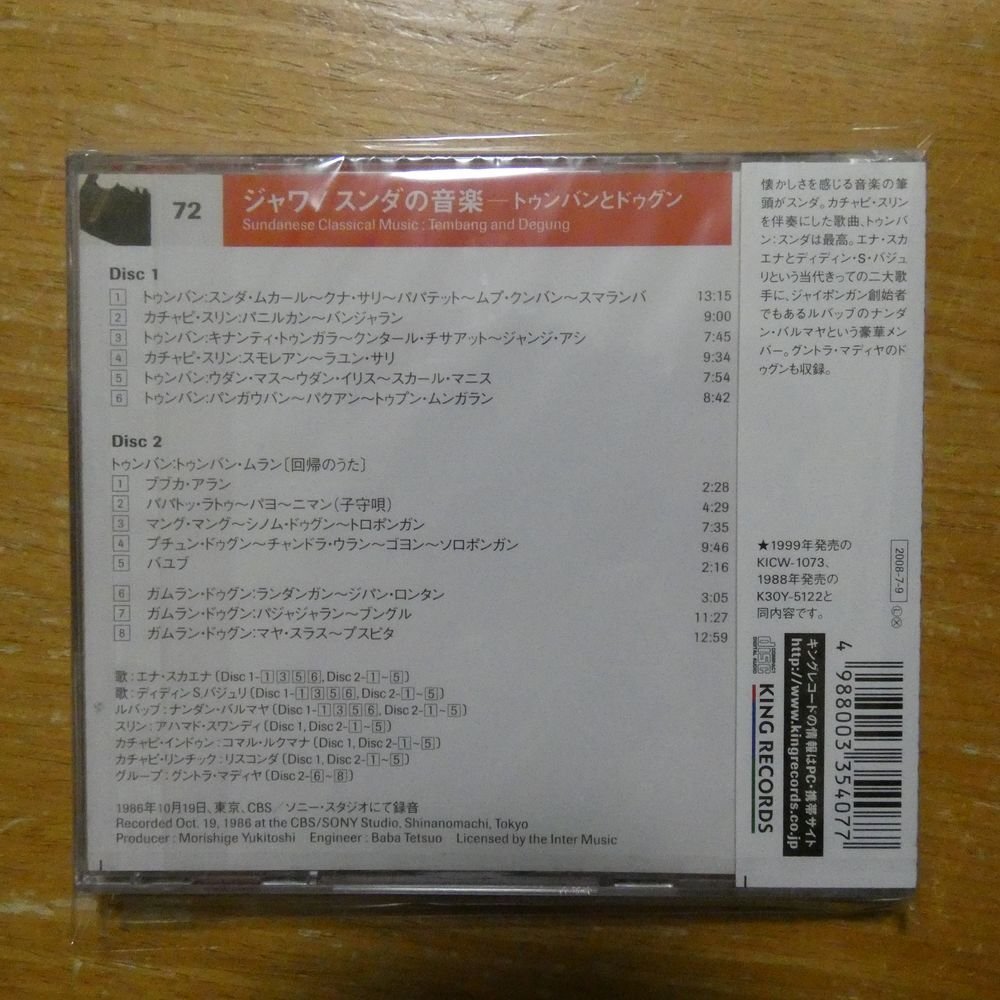 72
ジャワ/スンダの音楽―トゥンバンとドゥグン
Sundanese Classical Music : Tembang and Degung
Disc 1
1 トゥンバン:スンダ・ムカール〜クナ・サリ〜パパテット〜ムプ・クンバン〜スマランバ 13:15
2 カチャピ・スリン:パニルカン〜バンジャラン 9:00
3 トゥンバン:キナンティ・トゥンガラ〜クンタール・チサアット〜ジャンジ・アシ 7:45
4 カチャピ・スリン:スモレアン〜ラユン・サリ 9:34
5 トゥンバン:ウダン・マス〜ウダン・イリス〜スカール・マニス 7:54
6 トゥンバン:パンガウバン〜パクアン〜トゥブン・ムンガラン 8:42
Disc 2
トゥンバン:トゥンバン・ムラン〔回帰のうた〕
1 ブブカ・アラン 2:28
2 パパトッ・ラトゥ〜パヨ〜ニマン(子守唄) 4:29
3 マング・マング〜シノム・ドゥグン〜トロポンガン 7:35
4 プチュン・ドゥグン〜チャンドラ・ウラン〜ゴヨン〜ソロポンガン 9:46
5 バユブ 2:16
6 ガムラン・ドゥグン:ランダンガン〜ジパン・ロンタン 3:05
7 ガムラン・ドゥグン:パジャジャラン〜ブングル 11:27
8 ガムラン・ドゥグン:マヤ・スラス〜プスピタ 12:59
歌:エナ・スカエナ(Disc 1-1 3 5 6, Disc 2-1~5)
歌:ディディン S.バジュリ(Disc 1-1 3 5 6, Disc 2-1~5)
ルバッブ:ナンダン・バルマヤ(Disc 1-1 3 5 6, Disc 2-1~5)
スリン:アハマド・スワンディ(Disc 1, Disc 2-1~5)
カチャピ・インドゥン:コマル・ルクマナ(Disc 1, Disc 2-1~5)
カチャピ・リンチック:リスコンダ(Disc 1, Disc 2-1~5)
グループ:グントラ・マディヤ(Disc 2-6~8)
1986年10月19日、東京、CBS/ソニー・スタジオにて録音
Recorded Oct. 19, 1986 at the CBS/SONY Studio, Shinanomachi, Tokyo
Producer : Morishige Yukitoshi Engineer : Baba Tetsuo Licensed by the Inter Music
懐かしさを感じる音楽の筆
頭がスンダ。カチャピ・スリン
を伴奏にした歌曲、トゥンバ
ン:スンダは最高。エナ・スカ
エナとディディン・S・バジュ
リという当代きっての二大歌
手に、ジャイポンガン創始者
でもあるルバッブのナンダ
ン・バルマヤという豪華メン
バー。グントラ・マディヤのド
ゥグンも収録。
★1999年発売の
KICW-1073、
1988年発売の
K30Y-5122と
同内容です。
2008・7・9
Ⓛ Ⓧ
COMPACT
disc
DIGITAL AUDIO
KING RECORDS
キングレコードの情報はPC・携帯サイト
http://www.kingrecords.co.jp
4 988003 354077